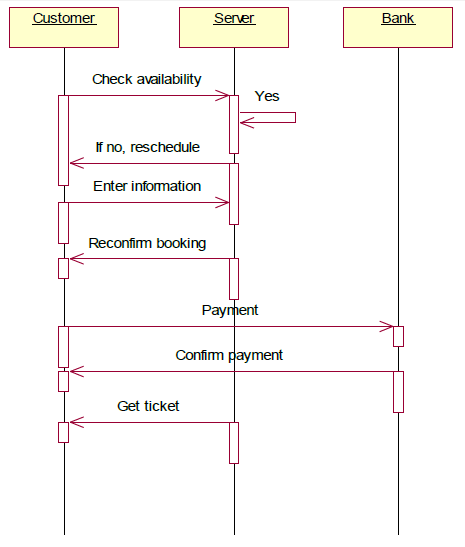 Customer
Server
Bank
Check availability
Yes
If no, reschedule
Enter information
Reconfirm booking
Payment
Confirm payment
Get ticket